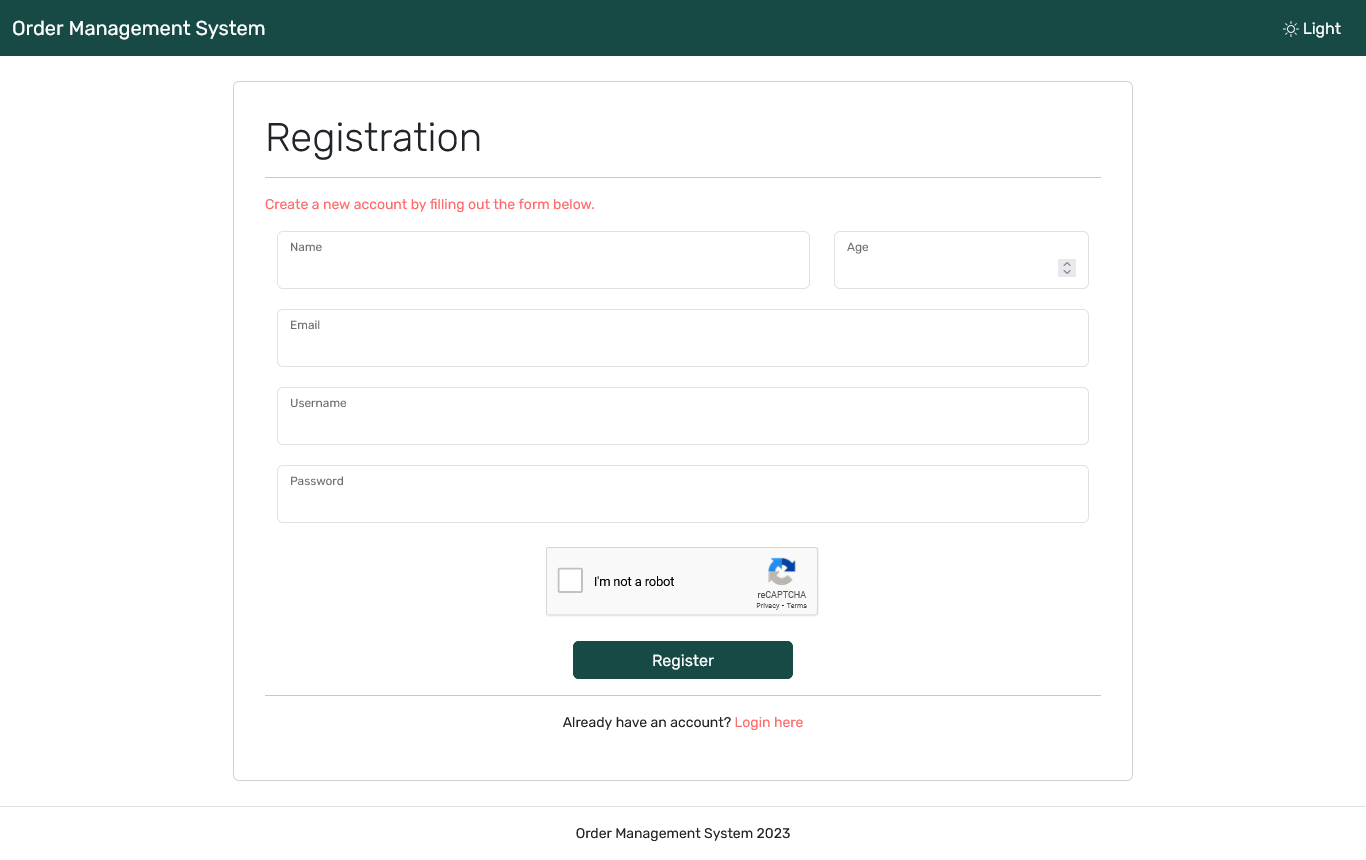 Order Management System
Light
Registration
Create a new account by filling out the form below.
Name
Age
Email
Username
Password
I'm not a robot
reCAPTCHA
Privacy - Terms
Register
Already have an account? Login here
Order Management System 2023